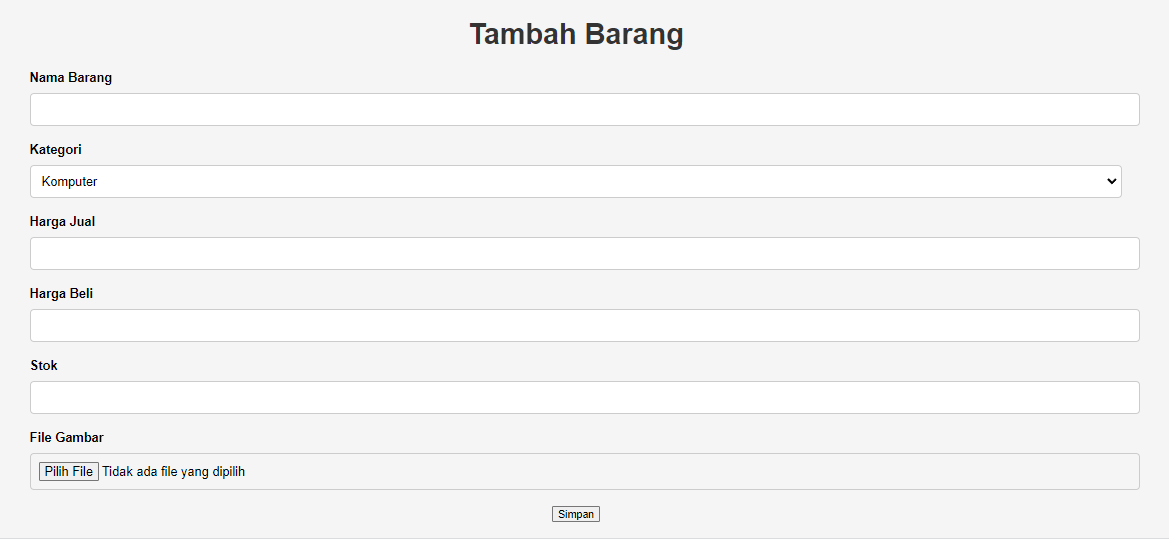 Tambah Barang
Nama Barang
Kategori
Komputer
Harga Jual
Harga Beli
Stok
File Gambar
Pilih File Tidak ada file yang dipilih
Simpan